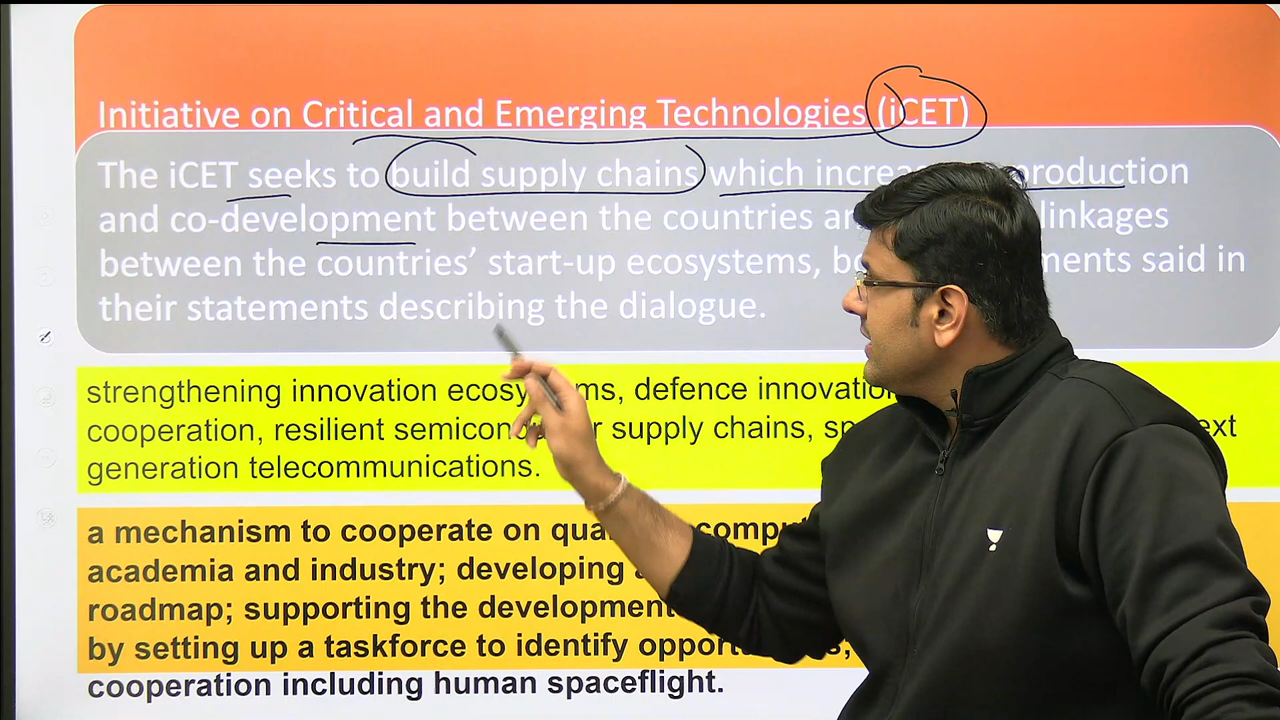 Initiative on Critical and Emerging Technologies (iCET)
The iCET seeks to build supply chains which increa production
and co-development between the countries an linkages
between the countries' start-up ecosystems, bo ments said in
their statements describing the dialogue.
strengthening innovation ecosy ms, defence innovation
cooperation, resilient semicon r supply chains, sp ext
generation telecommunications.
a mechanism to cooperate on qua comput
academia and industry; developing a
roadmap; supporting the development
by setting up a taskforce to identify opport s;
cooperation including human spaceflight.